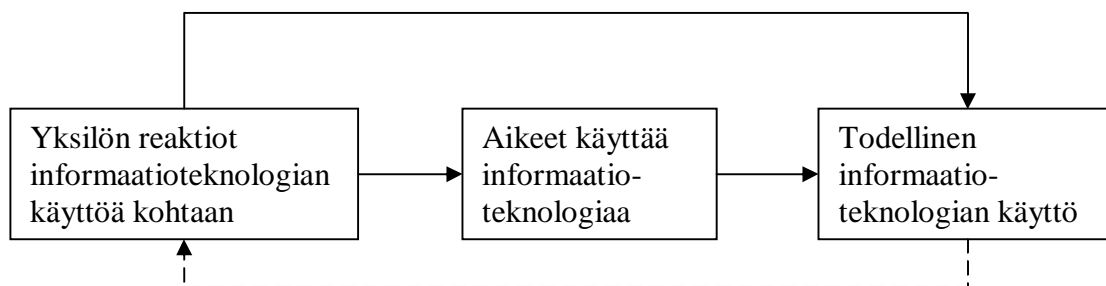 Yksilön reaktiot
informaatioteknologian
käyttöä kohtaan
Aikeet käyttää
informaatio-
teknologiaa
Todellinen
informaatio-
teknologian käyttö